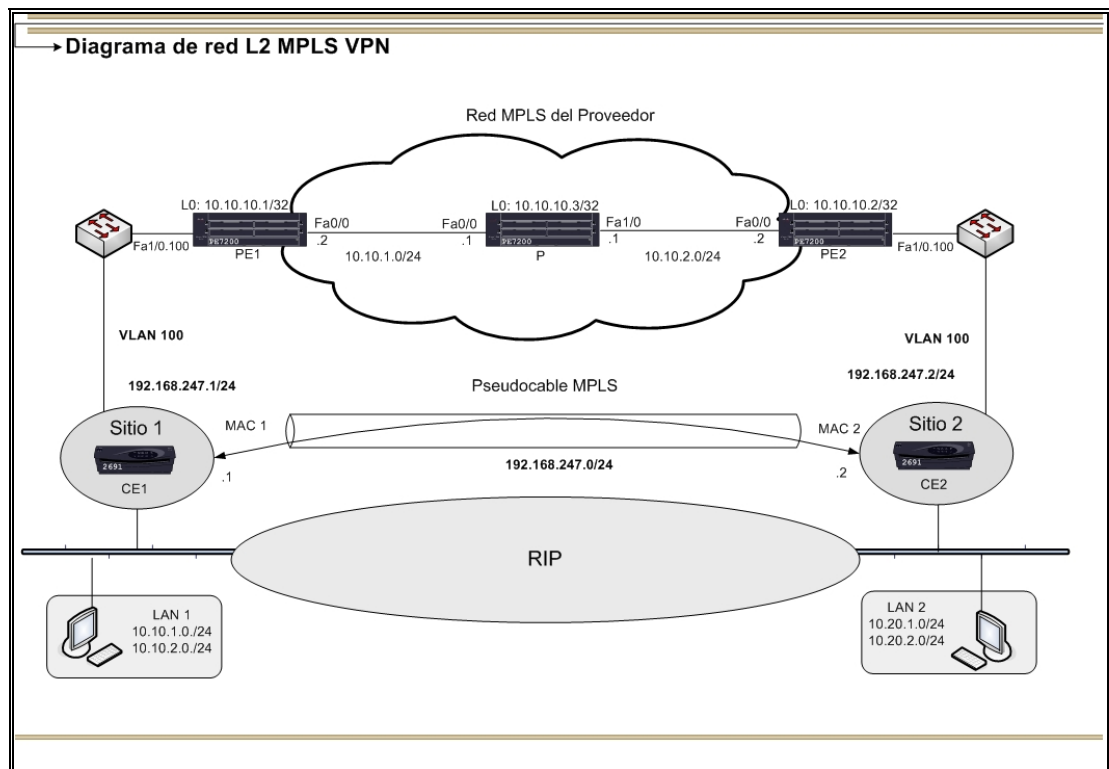 Diagrama de red L2 MPLS VPN
Red MPLS del Proveedor
L0: 10.10.10.1/32
L0: 10.10.10.3/32
L0: 10.10.10.2/32
Fa1/0.100
PE7200
PE1
Fa0/0
.2
10.10.1.0/24
Fa0/0
.1
PE7200
P
Fa1/0
.1
10.10.2.0/24
Fa0/0
.2
PE7200
PE2
Fa1/0.100
VLAN 100
VLAN 100
192.168.247.1/24
Pseudocable MPLS
192.168.247.2/24
Sitio 1
MAC 1
MAC 2
Sitio 2
2691
CE1
.1
192.168.247.0/24
.2
2691
CE2
RIP
LAN 1
10.10.1.0./24
10.10.2.0./24
LAN 2
10.20.1.0/24
10.20.2.0/24